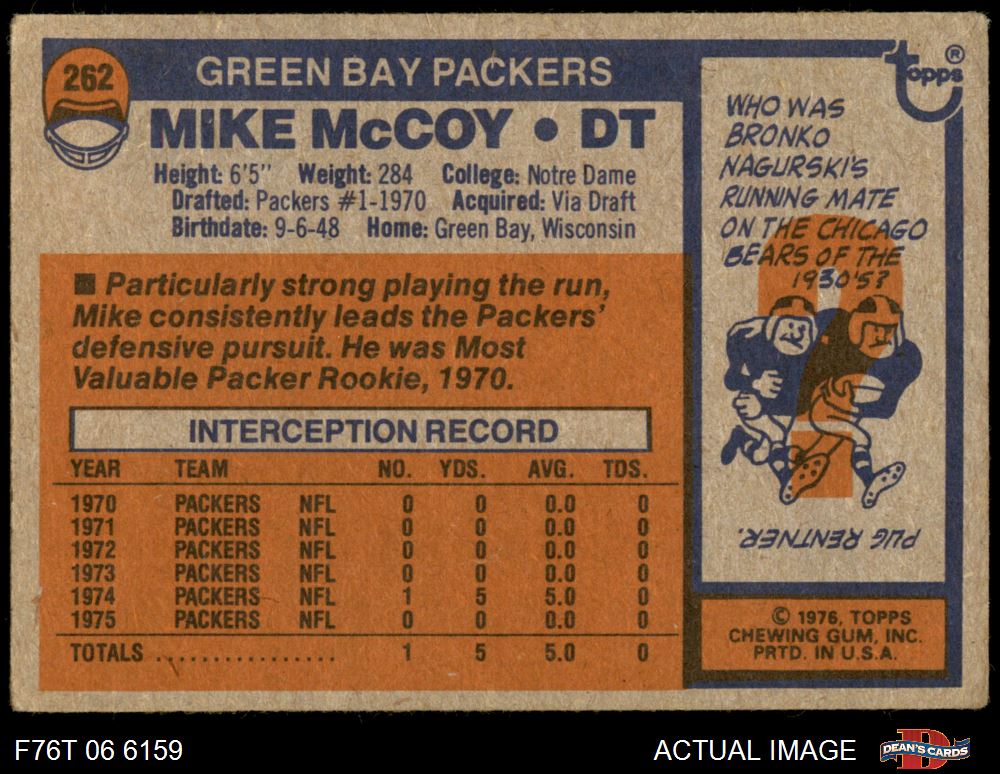 262
GREEN BAY PACKERS
MIKE McCOY • DT
Height: 6'5" Weight: 284 College: Notre Dame
Drafted: Packers #1-1970 Acquired: Via Draft
Birthdate: 9-6-48 Home: Green Bay, Wisconsin
■ Particularly strong playing the run,
Mike consistently leads the Packers'
defensive pursuit. He was Most
Valuable Packer Rookie, 1970.
INTERCEPTION RECORD
YEAR TEAM NO. YDS. AVG. TDS.
1970 PACKERS NFL 0 0 0.0 0
1971 PACKERS NFL 0 0 0.0 0
1972 PACKERS NFL 0 0 0.0 0
1973 PACKERS NFL 0 0 0.0 0
1974 PACKERS NFL 1 5 5.0 0
1975 PACKERS NFL 0 0 0.0 0
TOTALS ................. 1 5 5.0 0
topps®
WHO WAS
BRONKO
NAGURSKI'S
RUNNING MATE
ON THE CHICAGO
BEARS OF THE
1930'S?
PUG RENTNER.
© 1976, TOPPS
CHEWING GUM, INC.
PRTD. IN U.S.A.
F76T 06 6159
ACTUAL IMAGE
DEAN'S CARDS